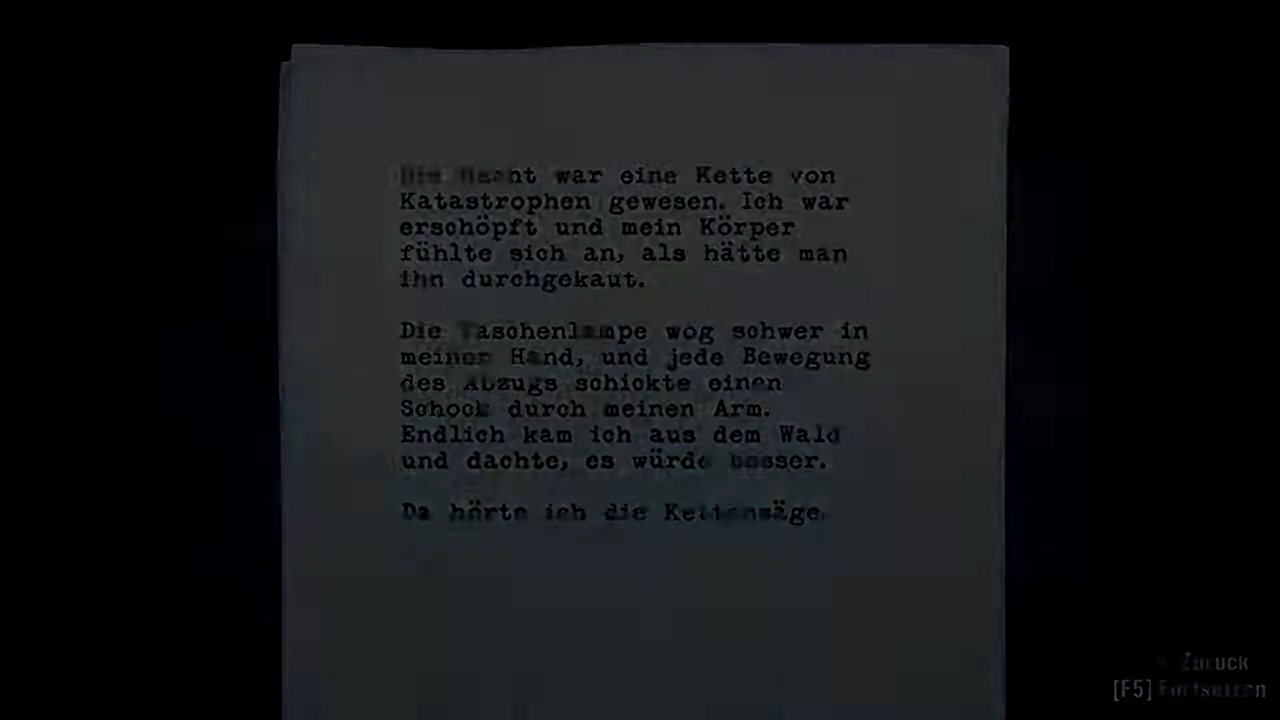 Die Nacht war eine Kette von
Katastrophen gewesen. Ich war
erschöpft und mein Körper
fühlte sich an, als hätte man
ihn durchgekaut.
Die Taschenlampe wog schwer in
meiner Hand, und jede Bewegung
des Abzugs schickte einen
Schock durch meinen Arm.
Endlich kam ich aus dem Wald
und dachte, es würde besser.
Da hörte ich die Kettensäge.
Zurück
[F5] Fortsetzen